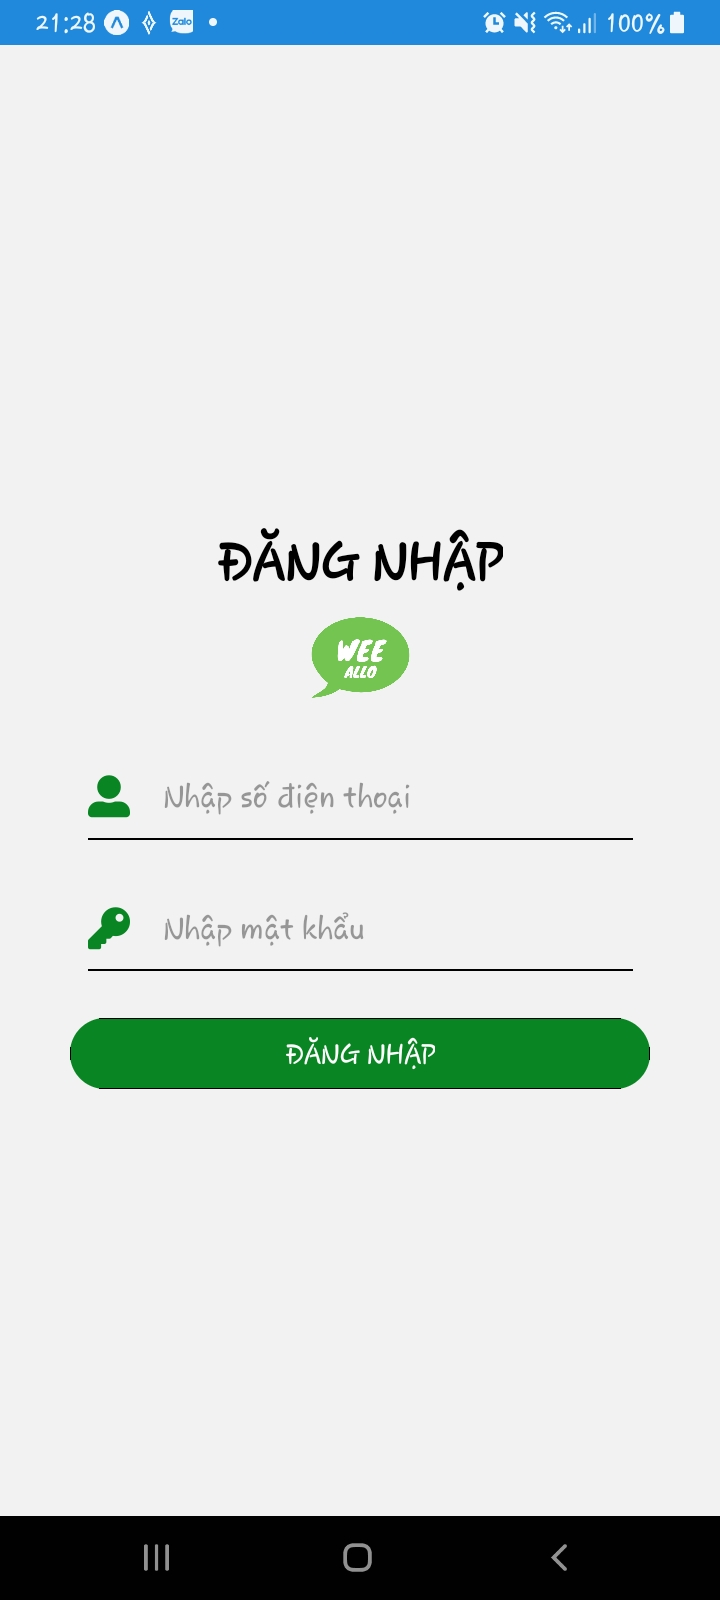 21:28 Zalo 100%
ĐĂNG NHẬP
WEE
ALLO
Nhập số điện thoại
Nhập mật khẩu
ĐĂNG NHẬP